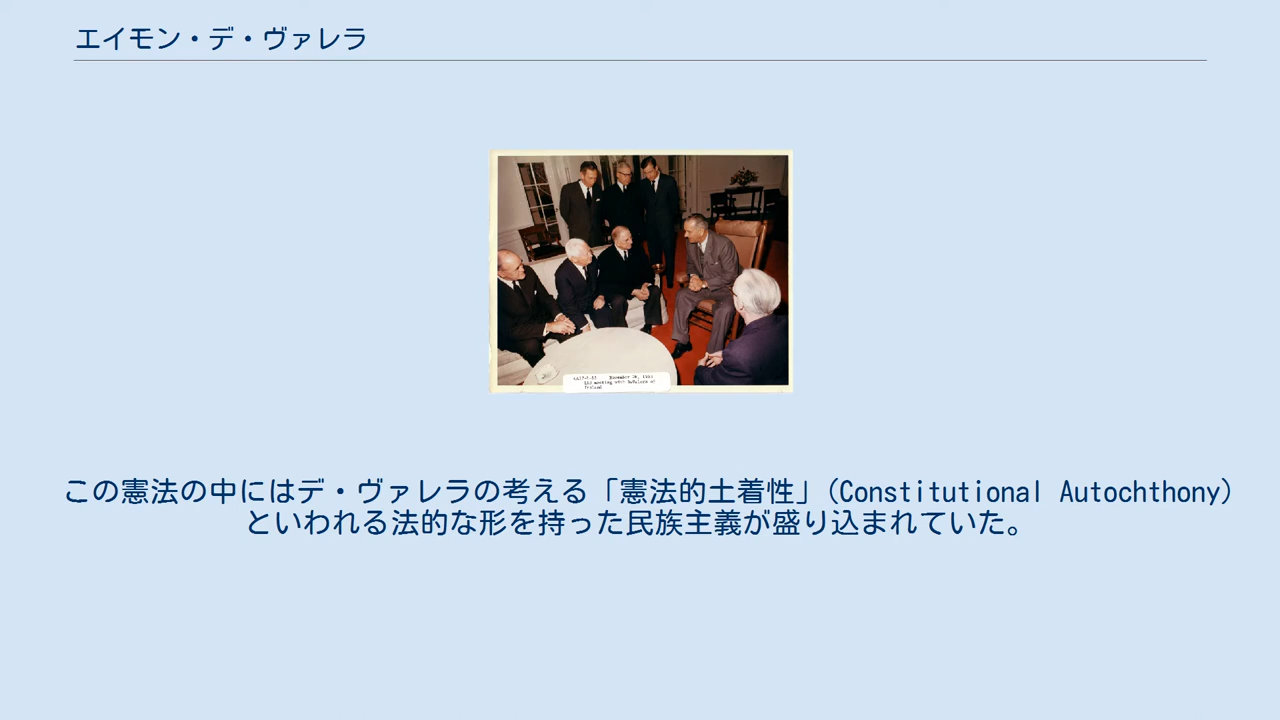 エイモン・デ・ヴァレラ
この憲法の中にはデ・ヴァレラの考える「憲法的土着性」(Constitutional Autochthony)
といわれる法的な形を持った民族主義が盛り込まれていた。